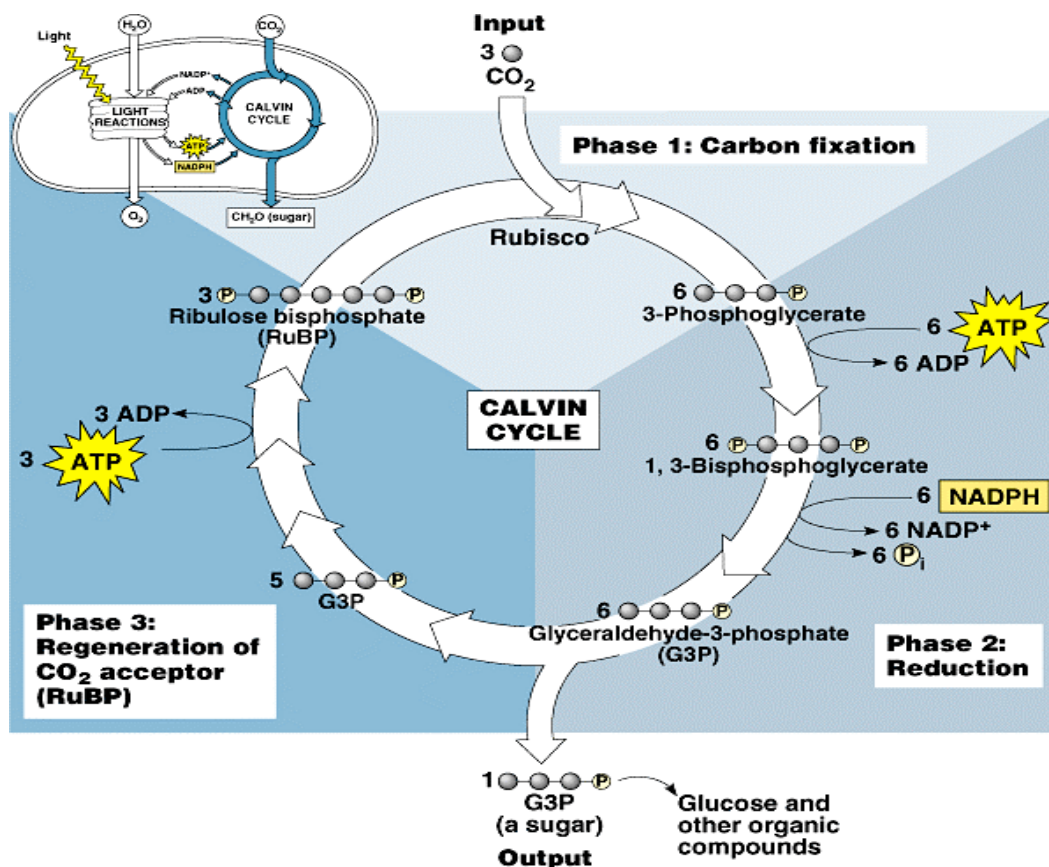 H₂O
CO₂
Light
NADP⁺
ADP
LIGHT
REACTIONS
CALVIN
CYCLE
ATP
NADPH
O₂
CH₂O (sugar)
Input
3
CO₂
Phase 1: Carbon fixation
Rubisco
3 P P
Ribulose bisphosphate
(RuBP)
6 P
3-Phosphoglycerate
6 ATP
6 ADP
CALVIN
CYCLE
3 ADP
3 ATP
6 P P
1, 3-Bisphosphoglycerate
6 NADPH
6 NADP⁺
6 Pᵢ
5 P
G3P
6 P
Glyceraldehyde-3-phosphate
(G3P)
Phase 3:
Regeneration of
CO₂ acceptor
(RuBP)
Phase 2:
Reduction
1 P
G3P
(a sugar)
Output
Glucose and
other organic
compounds